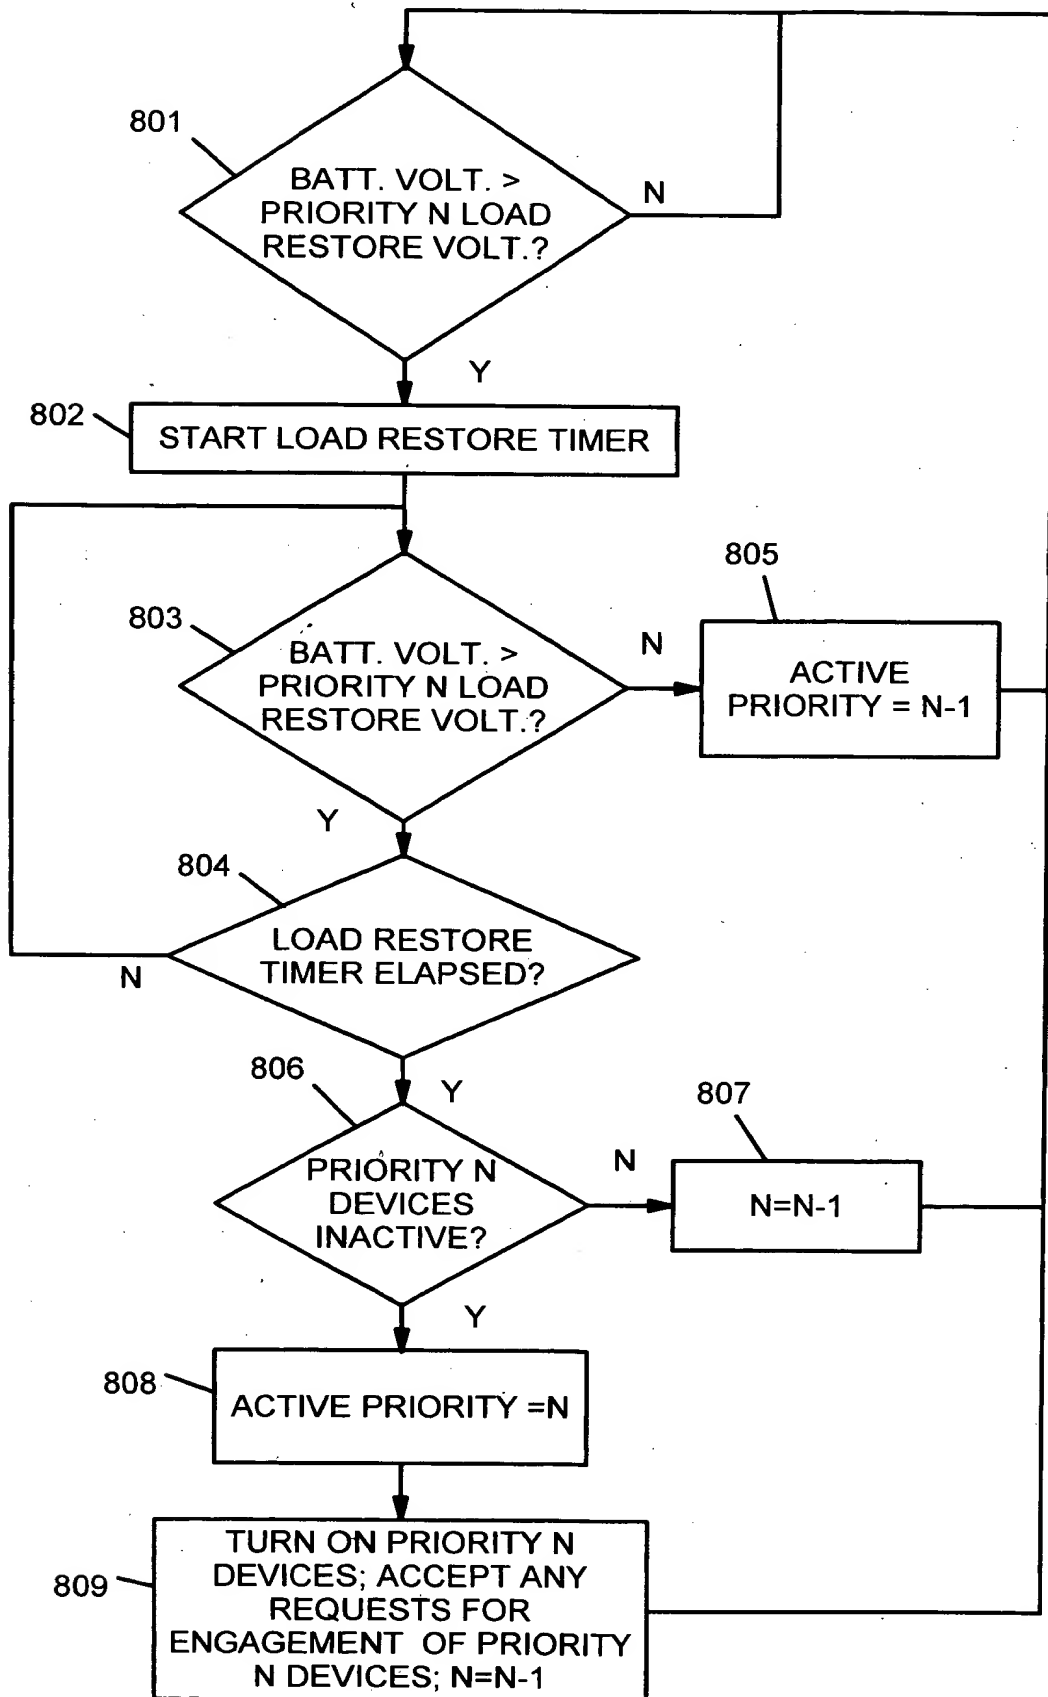 801
BATT. VOLT. >
PRIORITY N LOAD
RESTORE VOLT.?
N
Y
802
START LOAD RESTORE TIMER
803
BATT. VOLT. >
PRIORITY N LOAD
RESTORE VOLT.?
N
805
ACTIVE
PRIORITY = N-1
Y
804
LOAD RESTORE
TIMER ELAPSED?
N
Y
806
PRIORITY N
DEVICES
INACTIVE?
N
807
N=N-1
Y
808
ACTIVE PRIORITY =N
809
TURN ON PRIORITY N
DEVICES; ACCEPT ANY
REQUESTS FOR
ENGAGEMENT OF PRIORITY
N DEVICES; N=N-1